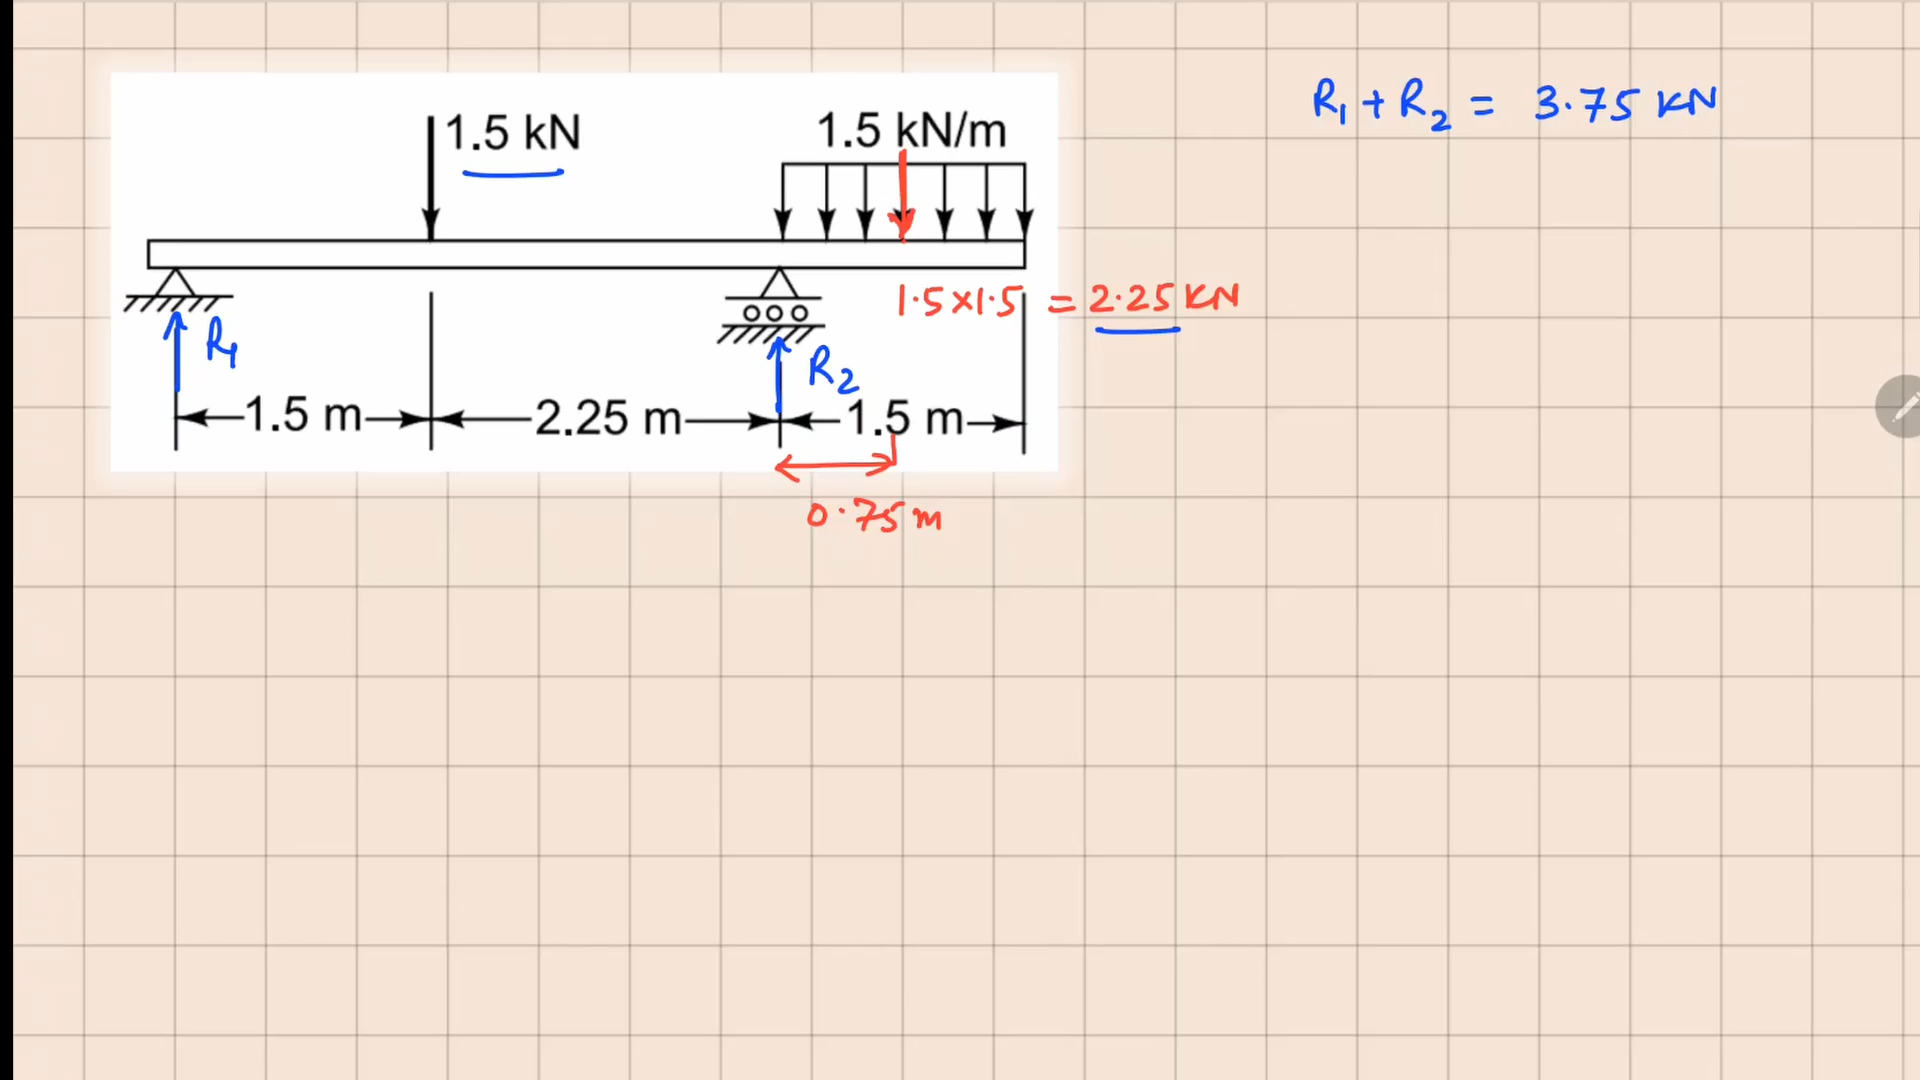 R₁ + R₂ = 3.75 KN
1.5 kN
1.5 kN/m
1.5×1.5 = 2.25 KN
R₁
R₂
1.5 m
2.25 m
1.5 m
0.75 m